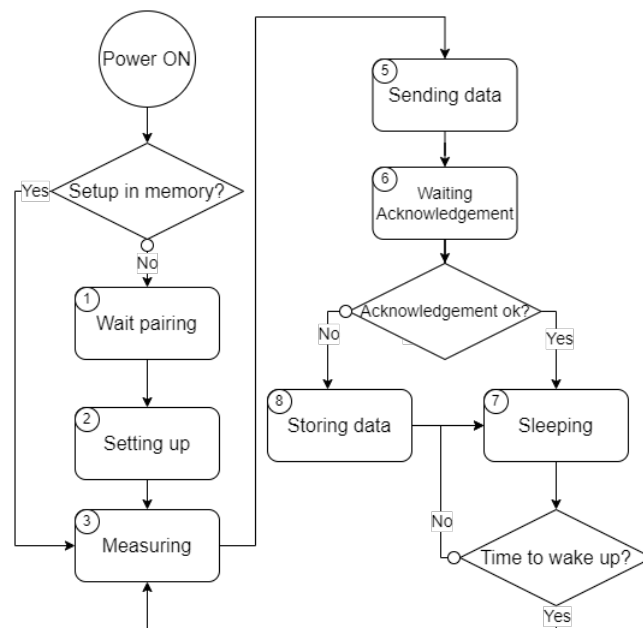 Power ON
Setup in memory?
Yes
No
1
Wait pairing
2
Setting up
3
Measuring
5
Sending data
6
Waiting
Acknowledgement
Acknowledgement ok?
No
Yes
8
Storing data
7
Sleeping
No
Time to wake up?
Yes